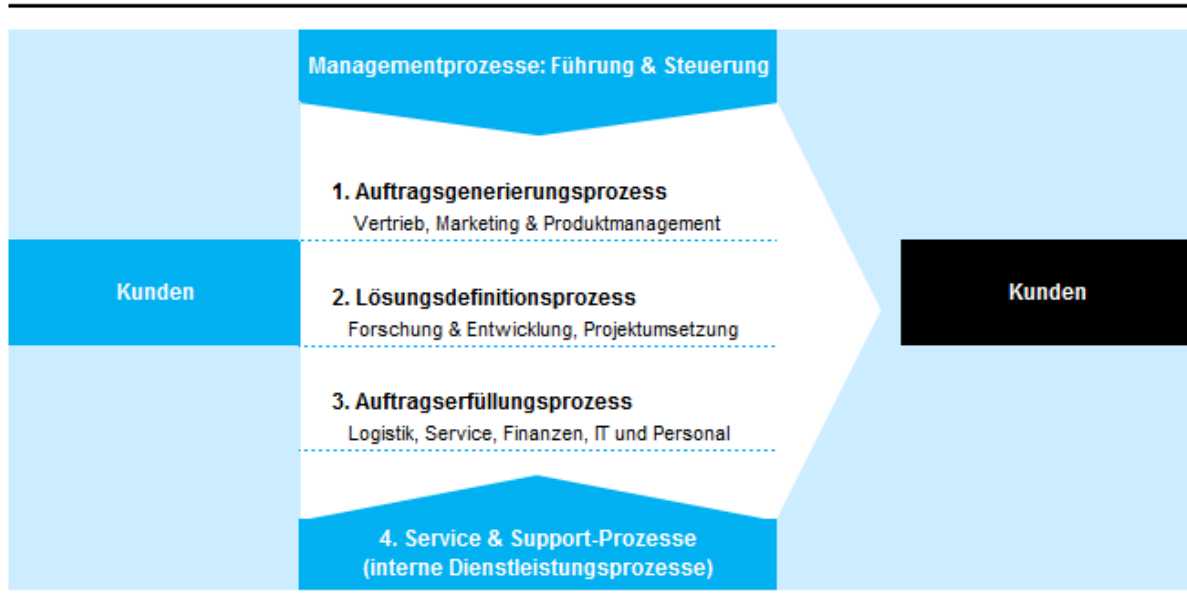 Managementprozesse: Führung & Steuerung
1. Auftragsgenerierungsprozess
Vertrieb, Marketing & Produktmanagement
Kunden
2. Lösungsdefinitionsprozess
Forschung & Entwicklung, Projektumsetzung
Kunden
3. Auftragserfüllungsprozess
Logistik, Service, Finanzen, IT und Personal
4. Service & Support-Prozesse
(interne Dienstleistungsprozesse)